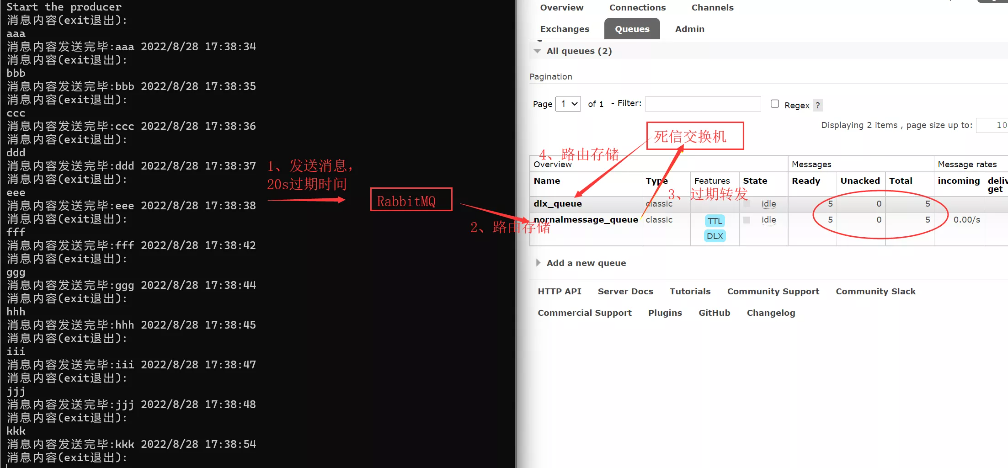 Start the producer
消息内容(exit退出):
aaa
消息内容发送完毕:aaa 2022/8/28 17:38:34
消息内容(exit退出):
bbb
消息内容发送完毕:bbb 2022/8/28 17:38:35
消息内容(exit退出):
ccc
消息内容发送完毕:ccc 2022/8/28 17:38:36
消息内容(exit退出):
ddd
消息内容发送完毕:ddd 2022/8/28 17:38:37
消息内容(exit退出):
eee
消息内容发送完毕:eee 2022/8/28 17:38:38
消息内容(exit退出):
fff
消息内容发送完毕:fff 2022/8/28 17:38:42
消息内容(exit退出):
ggg
消息内容发送完毕:ggg 2022/8/28 17:38:44
消息内容(exit退出):
hhh
消息内容发送完毕:hhh 2022/8/28 17:38:45
消息内容(exit退出):
iii
消息内容发送完毕:iii 2022/8/28 17:38:47
消息内容(exit退出):
jjj
消息内容发送完毕:jjj 2022/8/28 17:38:48
消息内容(exit退出):
kkk
消息内容发送完毕:kkk 2022/8/28 17:38:54
消息内容(exit退出):
1、发送消息，
20s过期时间
RabbitMQ
2、路由存储
3、过期转发
4、路由存储
死信交换机
Overview Connections Channels
Exchanges Queues Admin
All queues (2)
Pagination
Page 1 of 1 - Filter: Regex ?
Displaying 2 items , page size up to: 10
Overview Messages Message rates
Name Type Features State Ready Unacked Total incoming deliv
get
dlx_queue classic idle 5 0 5
nornalmessage_queue classic TTL idle 5 0 5 0.00/s
DLX
Add a new queue
HTTP API Server Docs Tutorials Community Support Community Slack
Commercial Support Plugins GitHub Changelog